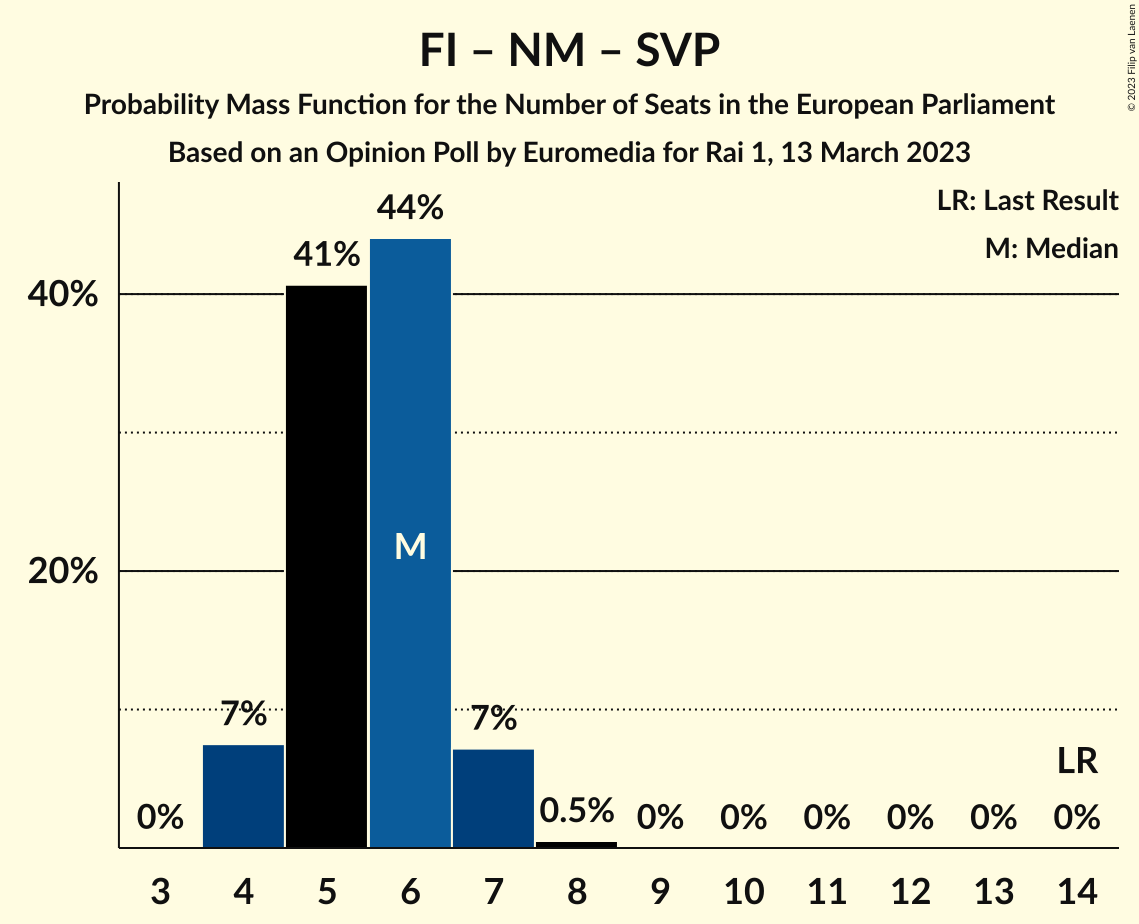 FI – NM – SVP
Probability Mass Function for the Number of Seats in the European Parliament
Based on an Opinion Poll by Euromedia for Rai 1, 13 March 2023
© 2023 Filip van Laenen
LR: Last Result
M: Median
44%
41%
40%
M
20%
7%
7%
LR
0%
0.5%
0%
0%
0%
0%
0%
0%
3 4 5 6 7 8 9 10 11 12 13 14